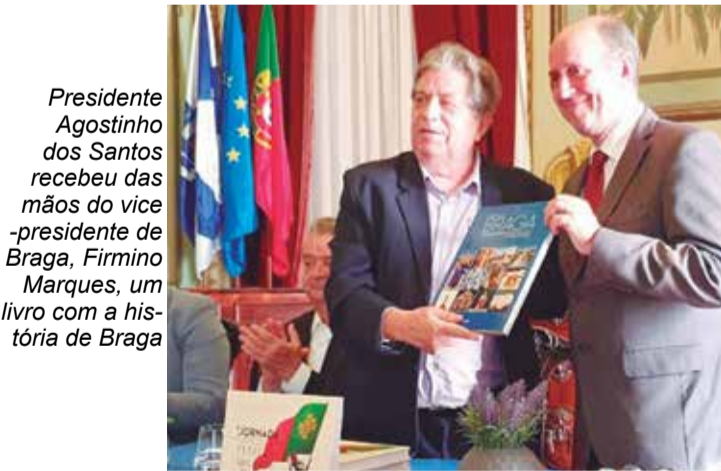 Presidente
Agostinho
dos Santos
recebeu das
mãos do vice
-presidente de
Braga, Firmino
Marques, um
livro com a his-
tória de Braga
BRAGA
JORNADA